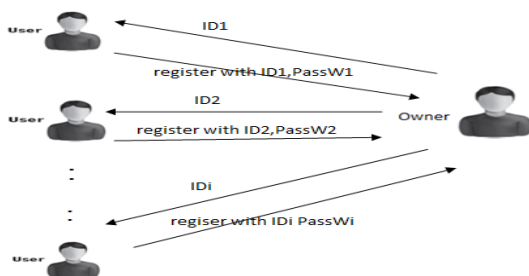 ID1
User
register with ID1,PassW1
ID2
Owner
User
register with ID2,PassW2
IDi
regiser with IDi PassWi
User